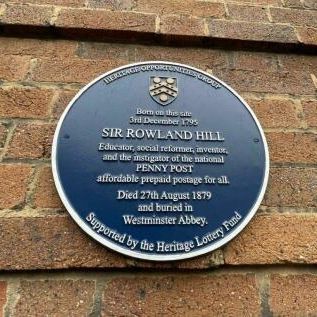 HERITAGE OPPORTUNITIES GROUP
Born on this site
3rd December 1795
SIR ROWLAND HILL
Educator, social reformer, inventor,
and the instigator of the national
PENNY POST
affordable prepaid postage for all.
Died 27th August 1879
and buried in
Westminster Abbey.
Supported by the Heritage Lottery Fund